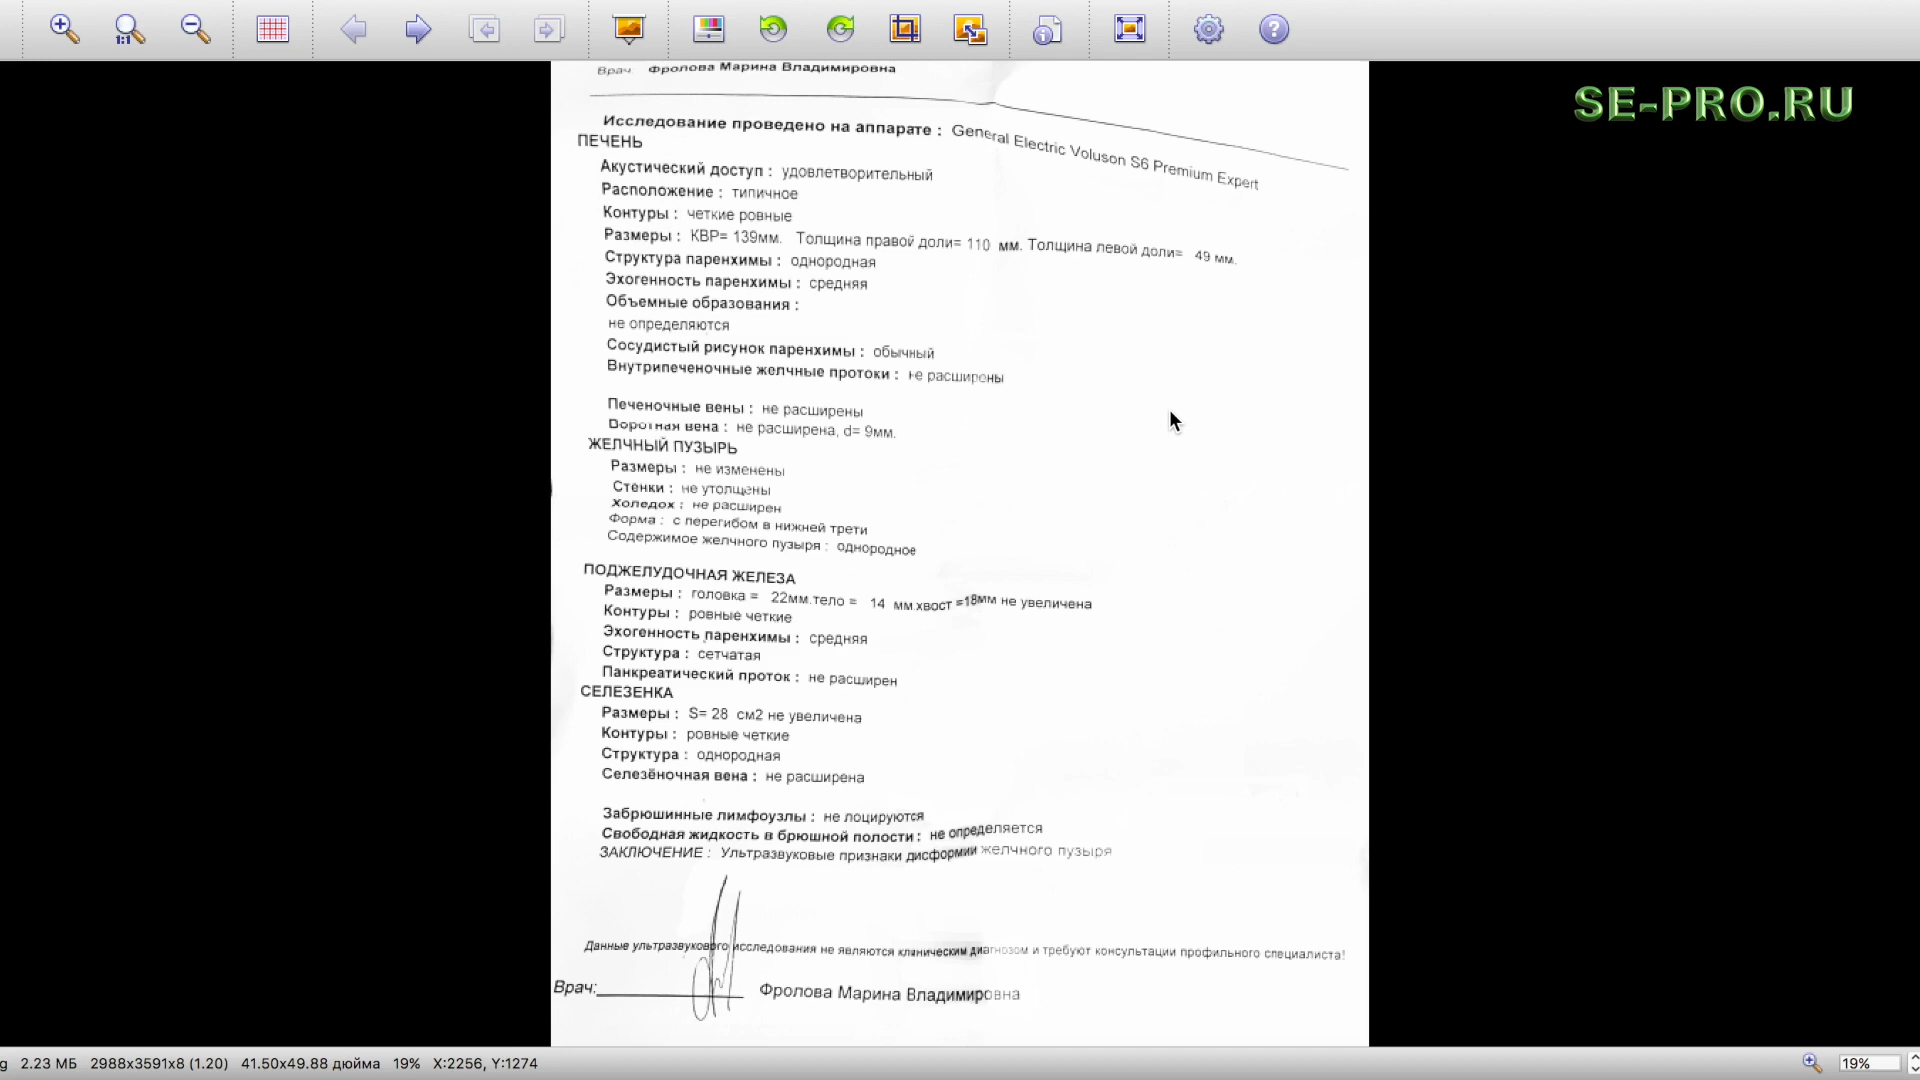 SE-PRO.RU
Врач Фролова Марина Владимировна
Исследование проведено на аппарате : General Electric Voluson S6 Premium Expert
ПЕЧЕНЬ
Акустический доступ : удовлетворительный
Расположение : типичное
Контуры : четкие ровные
Размеры : КВР= 139мм. Толщина правой доли= 110 мм. Толщина левой доли= 49 мм.
Структура паренхимы : однородная
Эхогенность паренхимы : средняя
Объемные образования :
не определяются
Сосудистый рисунок паренхимы : обычный
Внутрипеченочные желчные протоки : не расширены
Печеночные вены : не расширены
Воротная вена : не расширена, d= 9мм.
ЖЕЛЧНЫЙ ПУЗЫРЬ
Размеры : не изменены
Стенки : не утолщены
Холедох : не расширен
Форма : с перегибом в нижней трети
Содержимое желчного пузыря : однородное
ПОДЖЕЛУДОЧНАЯ ЖЕЛЕЗА
Размеры : головка = 22мм.тело = 14 мм.хвост =18мм не увеличена
Контуры : ровные четкие
Эхогенность паренхимы : средняя
Структура : сетчатая
Панкреатический проток : не расширен
СЕЛЕЗЕНКА
Размеры : S= 28 см2 не увеличена
Контуры : ровные четкие
Структура : однородная
Селезёночная вена : не расширена
Забрюшинные лимфоузлы : не лоцируются
Свободная жидкость в брюшной полости : не определяется
ЗАКЛЮЧЕНИЕ : Ультразвуковые признаки дисформии желчного пузыря
Данные ультразвукового исследования не являются клиническим диагнозом и требуют консультации профильного специалиста!
Врач: Фролова Марина Владимировна
g 2.23 МБ 2988x3591x8 (1.20) 41.50x49.88 дюйма 19% X:2256, Y:1274 19%